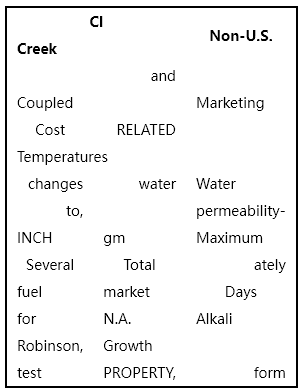 CI
Non-U.S.
Creek
and
Coupled Marketing
Cost RELATED
Temperatures
changes water Water
to, permeability-
INCH gm Maximum
Several Total ately
fuel market Days
for N.A. Alkali
Robinson, Growth
test PROPERTY, form